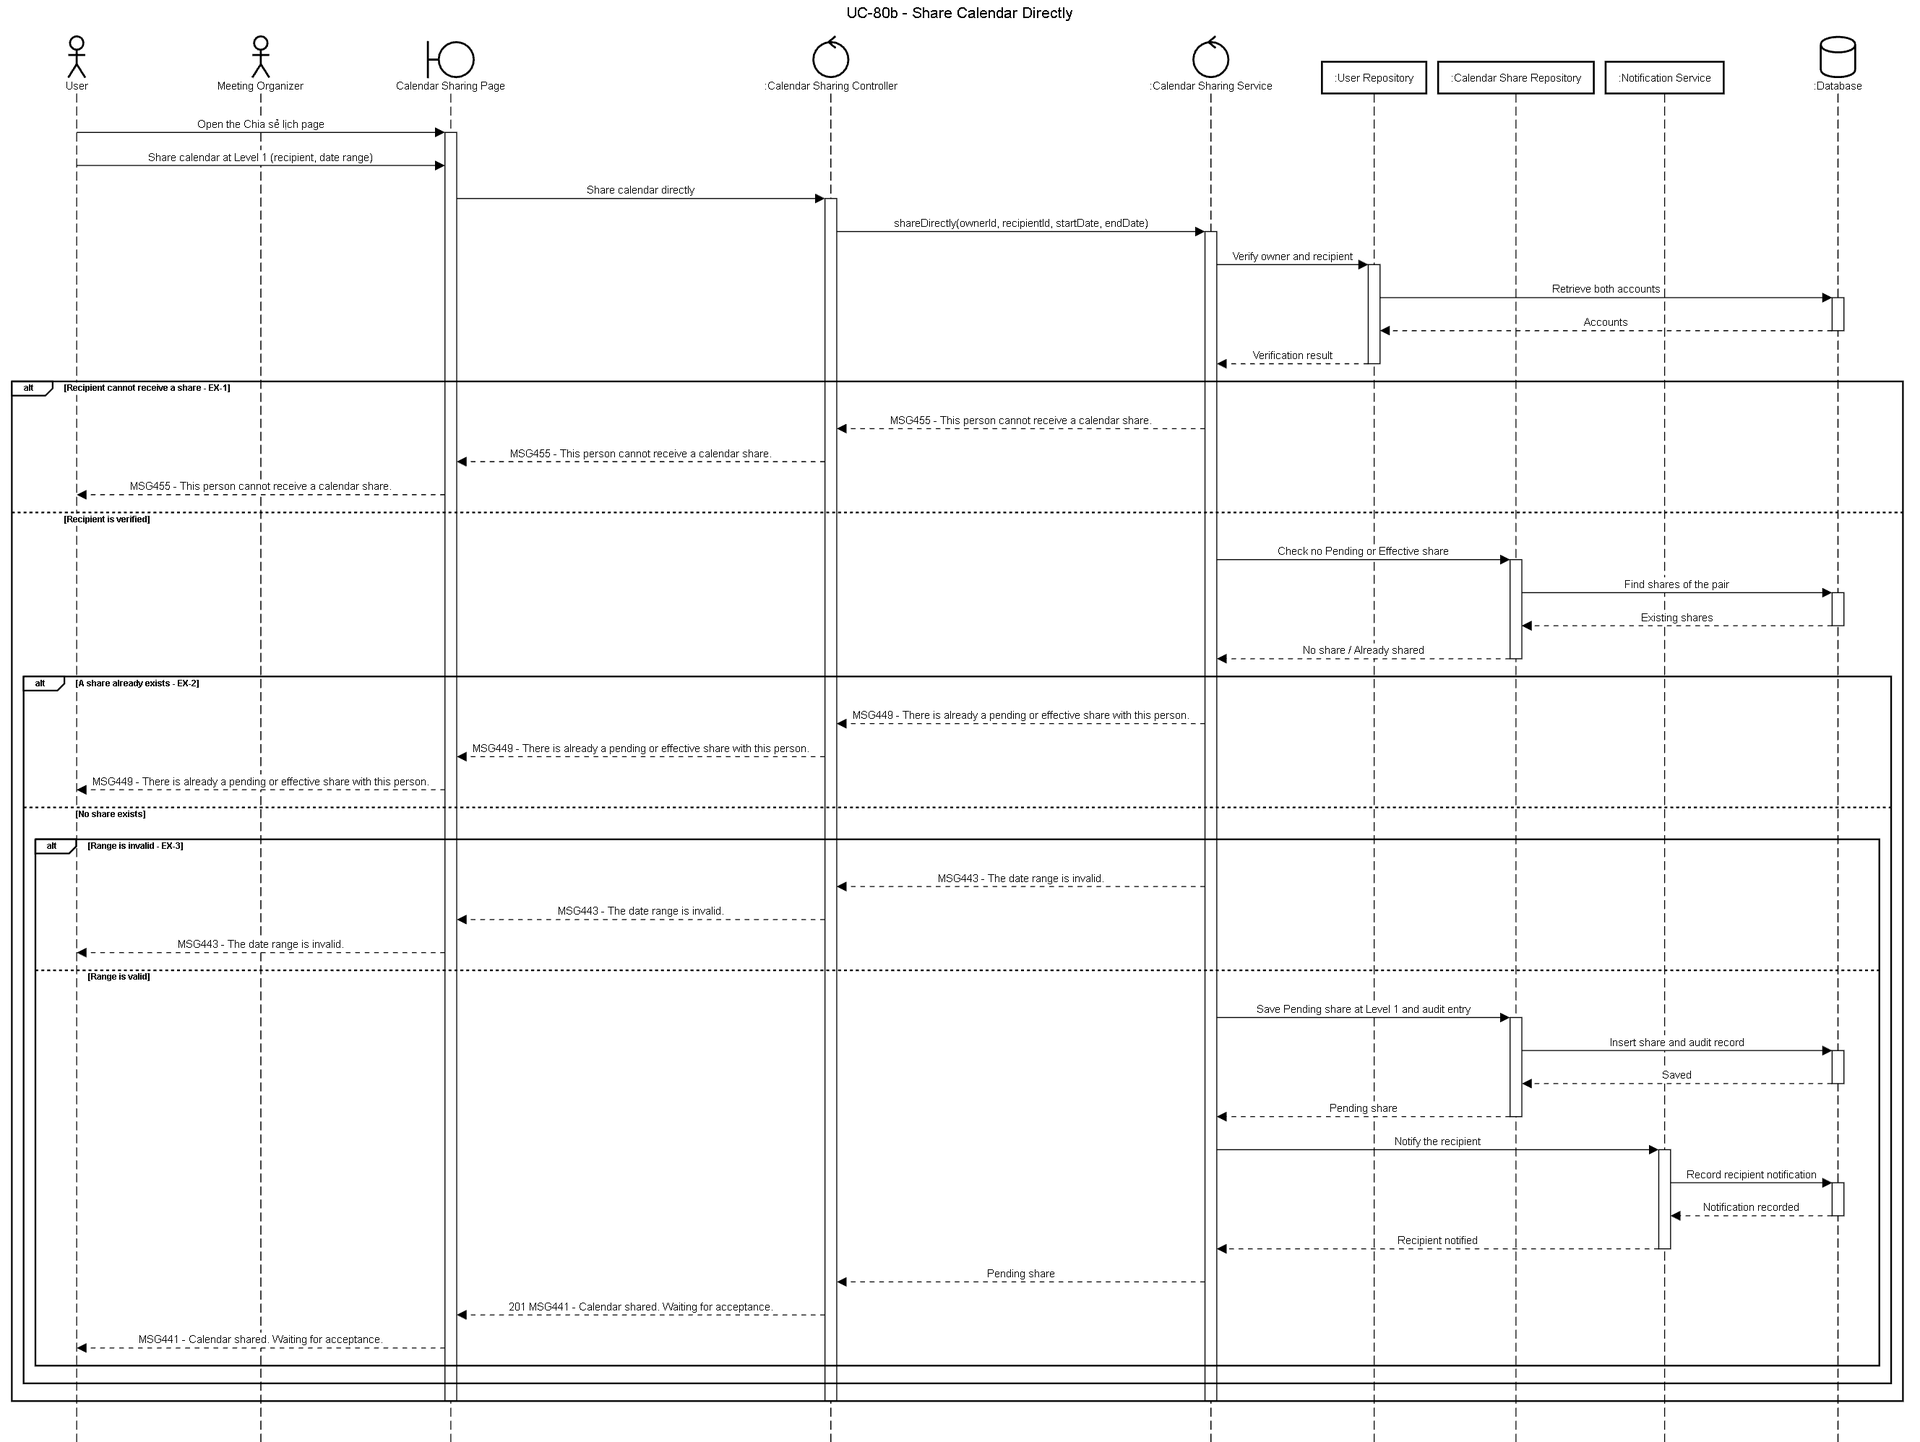 UC-80b - Share Calendar Directly
User
Meeting Organizer
Calendar Sharing Page
:Calendar Sharing Controller
:Calendar Sharing Service
:User Repository
:Calendar Share Repository
:Notification Service
:Database
Open the Chia sẻ lịch page
Share calendar at Level 1 (recipient, date range)
Share calendar directly
shareDirectly(ownerId, recipientId, startDate, endDate)
Verify owner and recipient
Retrieve both accounts
Accounts
Verification result
alt [Recipient cannot receive a share - EX-1]
MSG455 - This person cannot receive a calendar share.
MSG455 - This person cannot receive a calendar share.
MSG455 - This person cannot receive a calendar share.
[Recipient is verified]
Check no Pending or Effective share
Find shares of the pair
Existing shares
No share / Already shared
alt [A share already exists - EX-2]
MSG449 - There is already a pending or effective share with this person.
MSG449 - There is already a pending or effective share with this person.
MSG449 - There is already a pending or effective share with this person.
[No share exists]
alt [Range is invalid - EX-3]
MSG443 - The date range is invalid.
MSG443 - The date range is invalid.
MSG443 - The date range is invalid.
[Range is valid]
Save Pending share at Level 1 and audit entry
Insert share and audit record
Saved
Pending share
Notify the recipient
Record recipient notification
Notification recorded
Recipient notified
Pending share
201 MSG441 - Calendar shared. Waiting for acceptance.
MSG441 - Calendar shared. Waiting for acceptance.